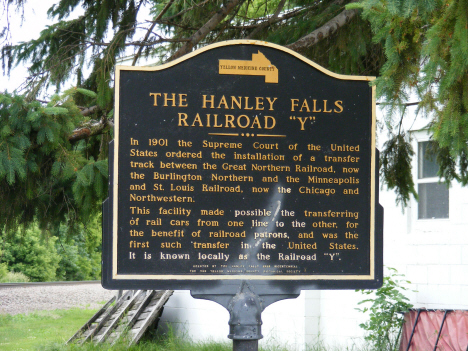 YELLOW MEDICINE COUNTY
THE HANLEY FALLS
RAILROAD "Y"
In 1901 the Supreme Court of the United
States ordered the installation of a transfer
track between the Great Northern Railroad, now
the Burlington Northern and the Minneapolis
and St. Louis Railroad, now the Chicago and
Northwestern.
This facility made possible the transferring
of rail cars from one line to the other, for
the benefit of railroad patrons, and was the
first such transfer in the United States.
It is known locally as the Railroad "Y".